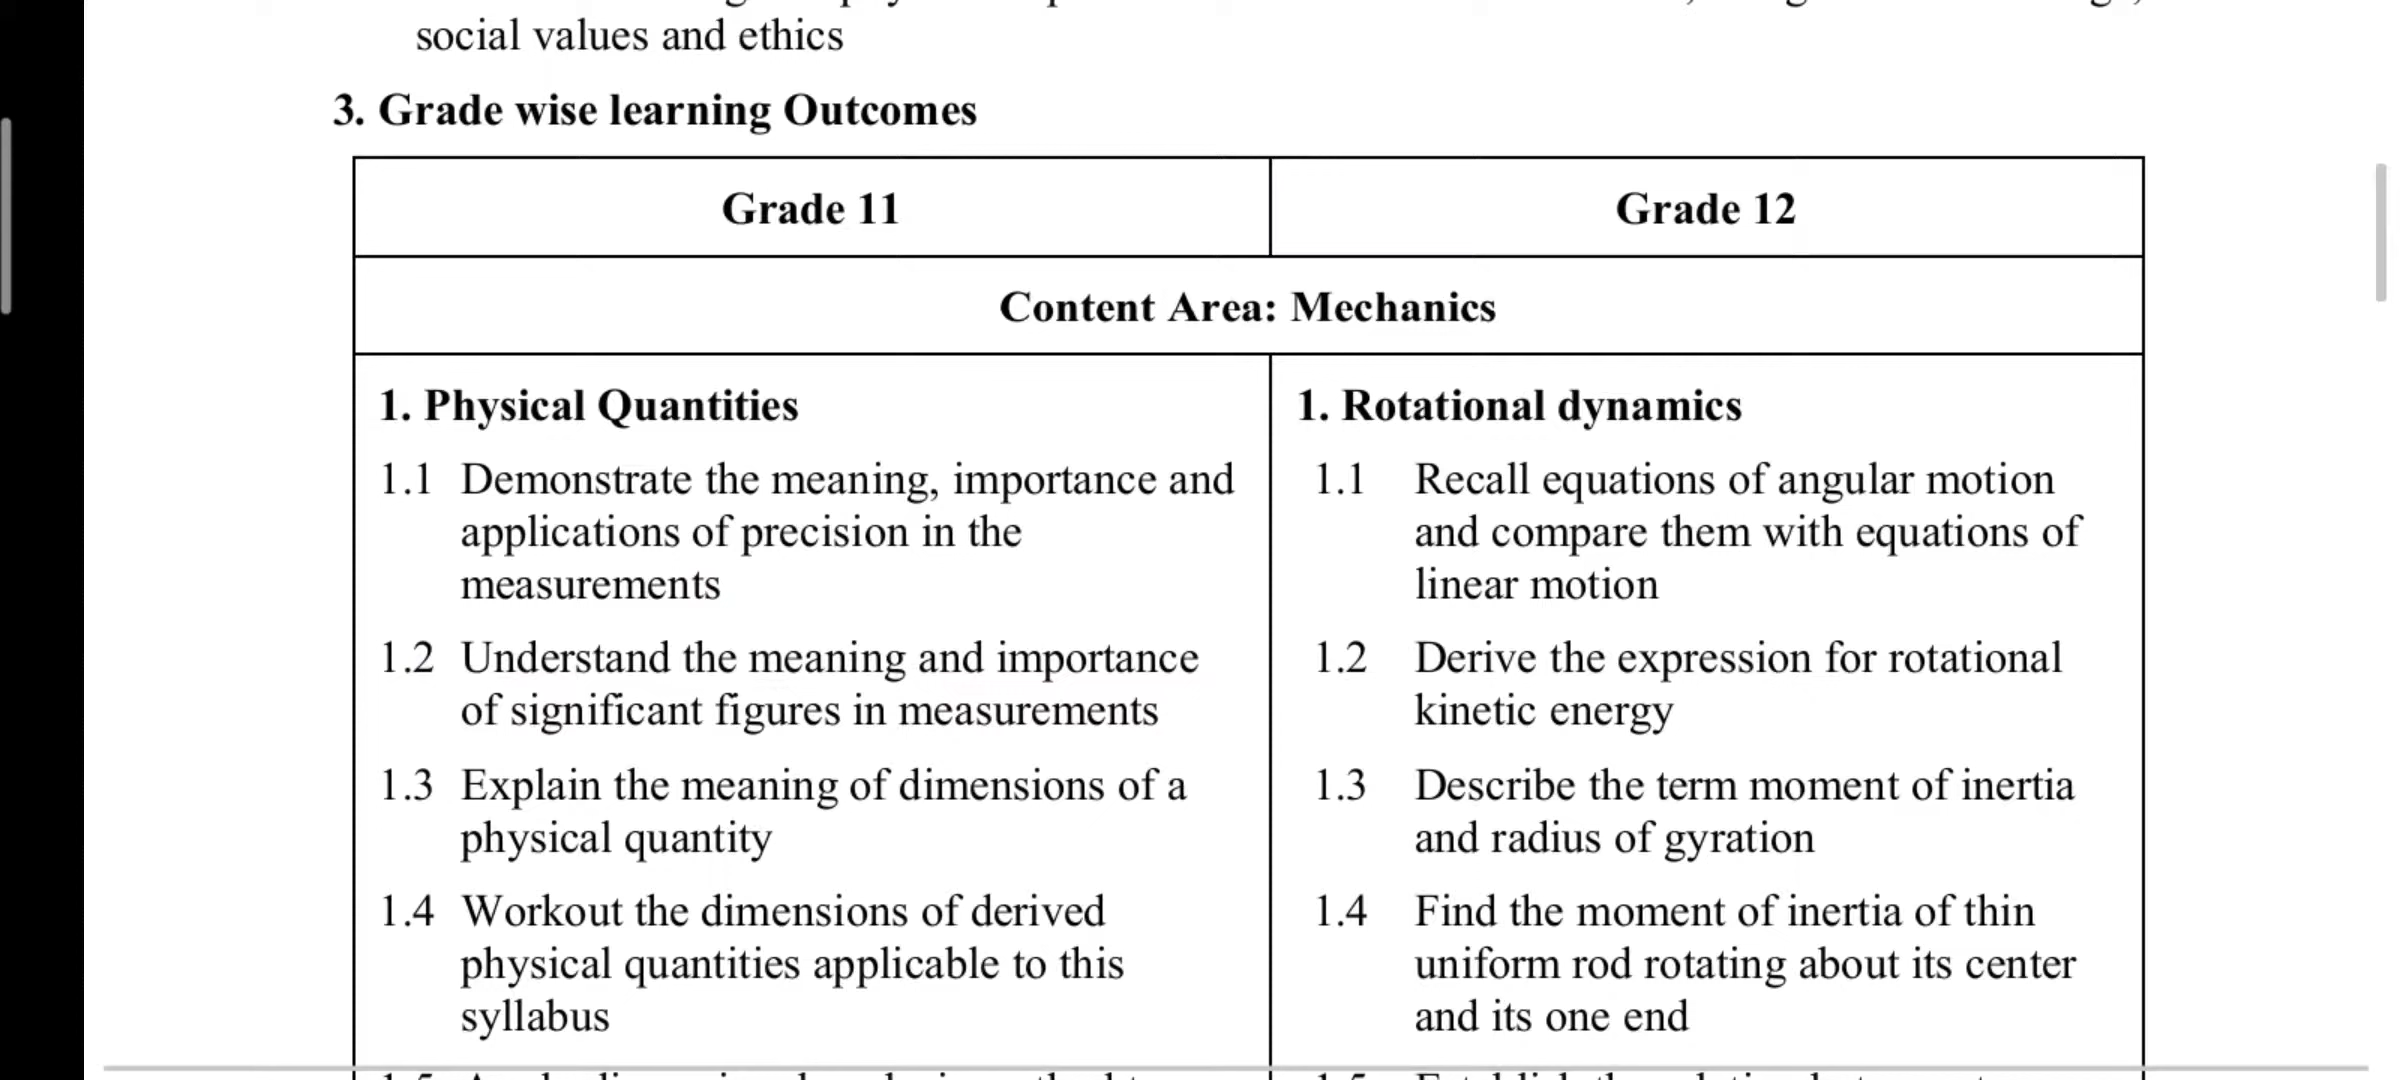 social values and ethics
3. Grade wise learning Outcomes
Grade 11
Grade 12
Content Area: Mechanics
1. Physical Quantities
1.1 Demonstrate the meaning, importance and
applications of precision in the
measurements
1.2 Understand the meaning and importance
of significant figures in measurements
1.3 Explain the meaning of dimensions of a
physical quantity
1.4 Workout the dimensions of derived
physical quantities applicable to this
syllabus
1. Rotational dynamics
1.1 Recall equations of angular motion
and compare them with equations of
linear motion
1.2 Derive the expression for rotational
kinetic energy
1.3 Describe the term moment of inertia
and radius of gyration
1.4 Find the moment of inertia of thin
uniform rod rotating about its center
and its one end